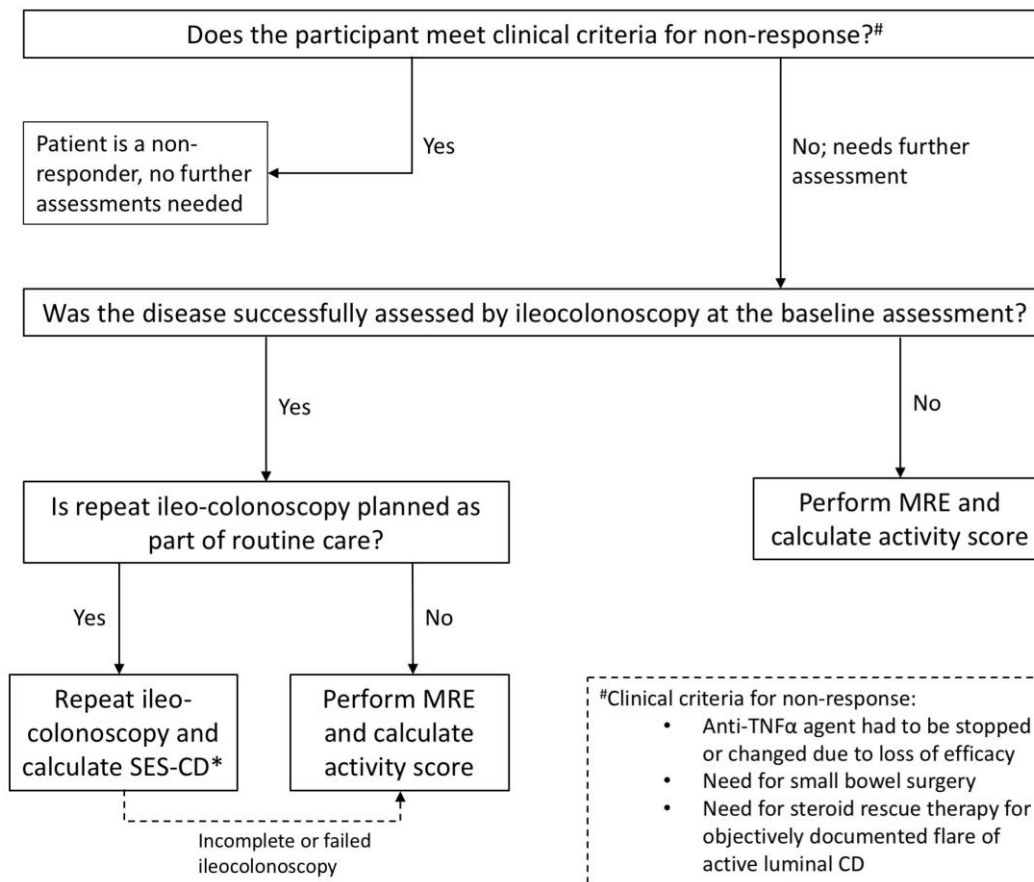 Does the participant meet clinical criteria for non-response?#
Yes
No; needs further
assessment
Patient is a non-
responder, no further
assessments needed
Was the disease successfully assessed by ileocolonoscopy at the baseline assessment?
Yes
No
Is repeat ileo-colonoscopy planned as
part of routine care?
Perform MRE and
calculate activity score
Yes
No
Repeat ileo-
colonoscopy and
calculate SES-CD*
Perform MRE
and calculate
activity score
Incomplete or failed
ileocolonoscopy
#Clinical criteria for non-response:
• Anti-TNFα agent had to be stopped
or changed due to loss of efficacy
• Need for small bowel surgery
• Need for steroid rescue therapy for
objectively documented flare of
active luminal CD